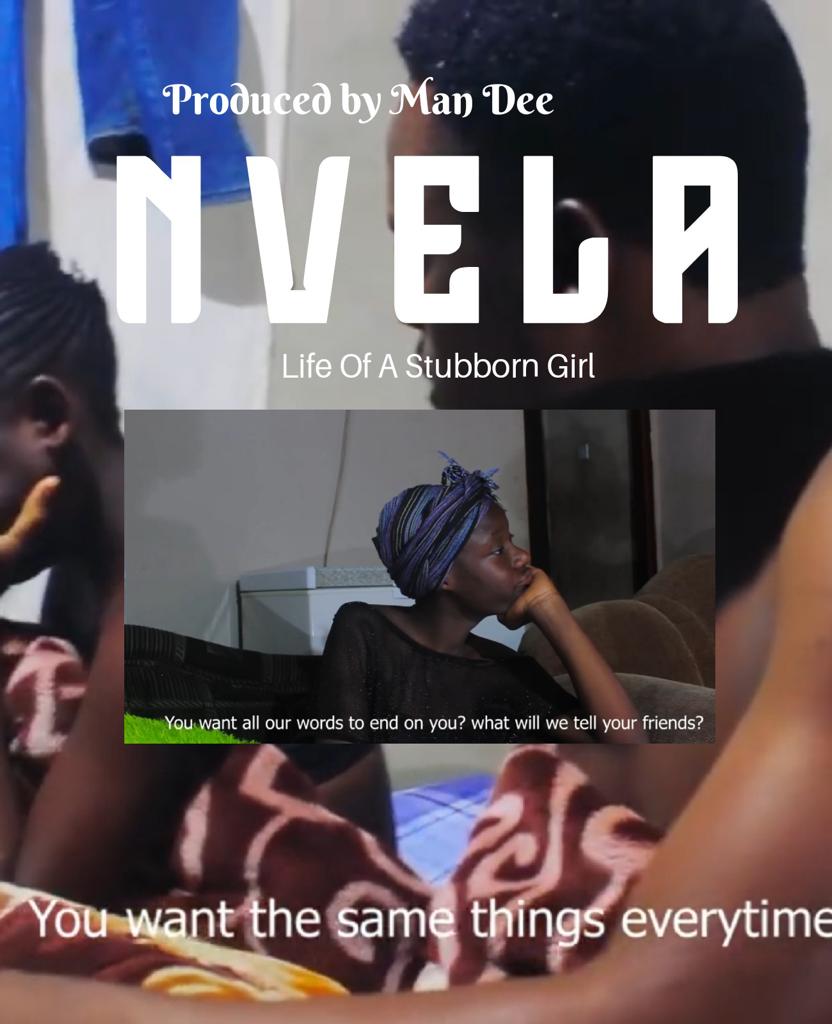 Produced by Man Dee
NVELA
Life Of A Stubborn Girl
You want all our words to end on you? what will we tell your friends?
You want the same things everytime